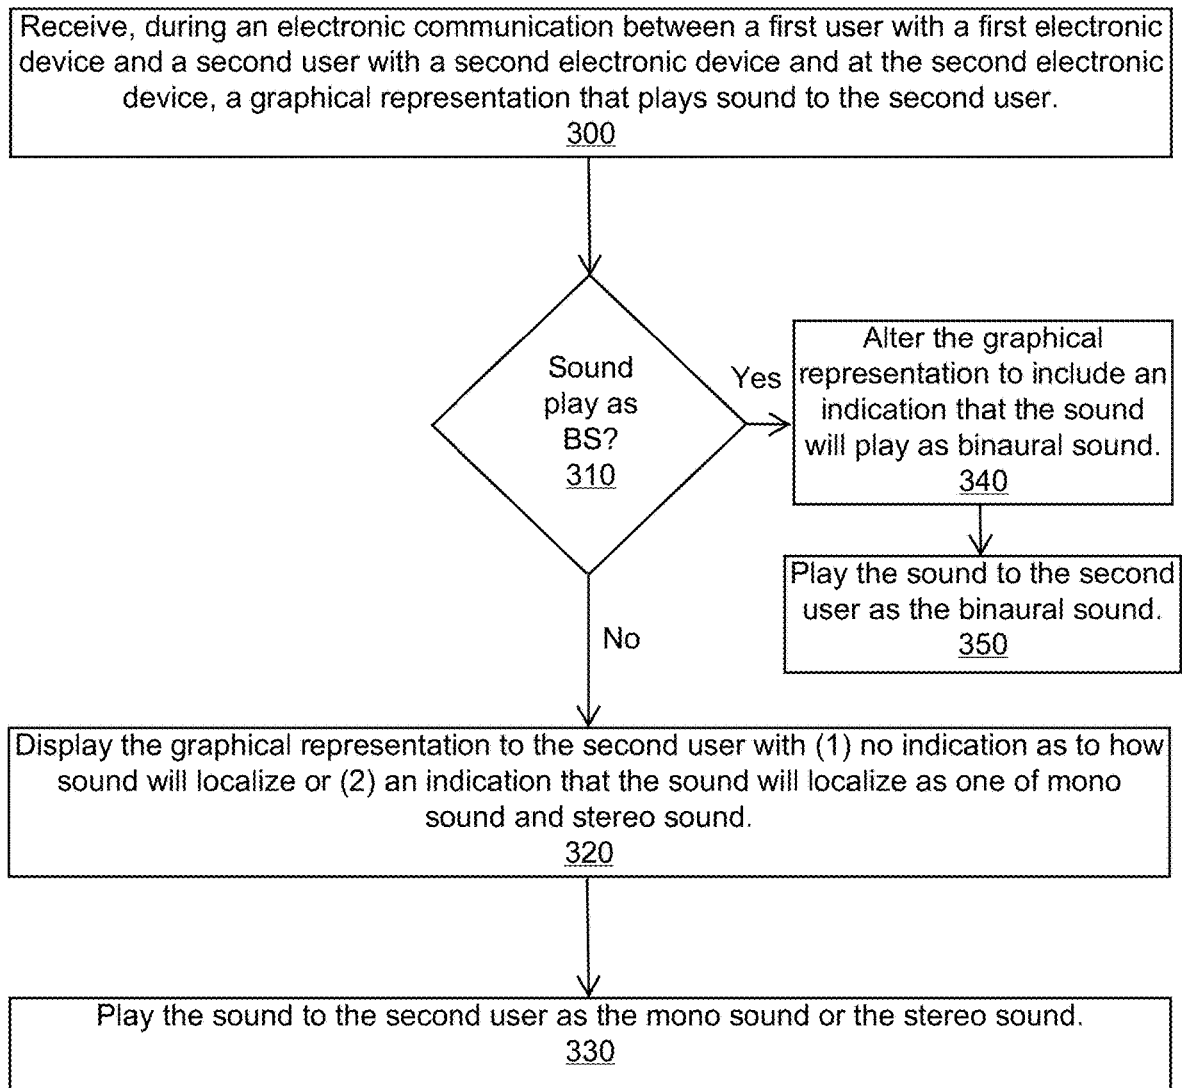 Receive, during an electronic communication between a first user with a first electronic
device and a second user with a second electronic device and at the second electronic
device, a graphical representation that plays sound to the second user.
300
Sound
play as
BS?
310
Yes
Alter the graphical
representation to include an
indication that the sound
will play as binaural sound.
340
Play the sound to the second
user as the binaural sound.
350
No
Display the graphical representation to the second user with (1) no indication as to how
sound will localize or (2) an indication that the sound will localize as one of mono
sound and stereo sound.
320
Play the sound to the second user as the mono sound or the stereo sound.
330